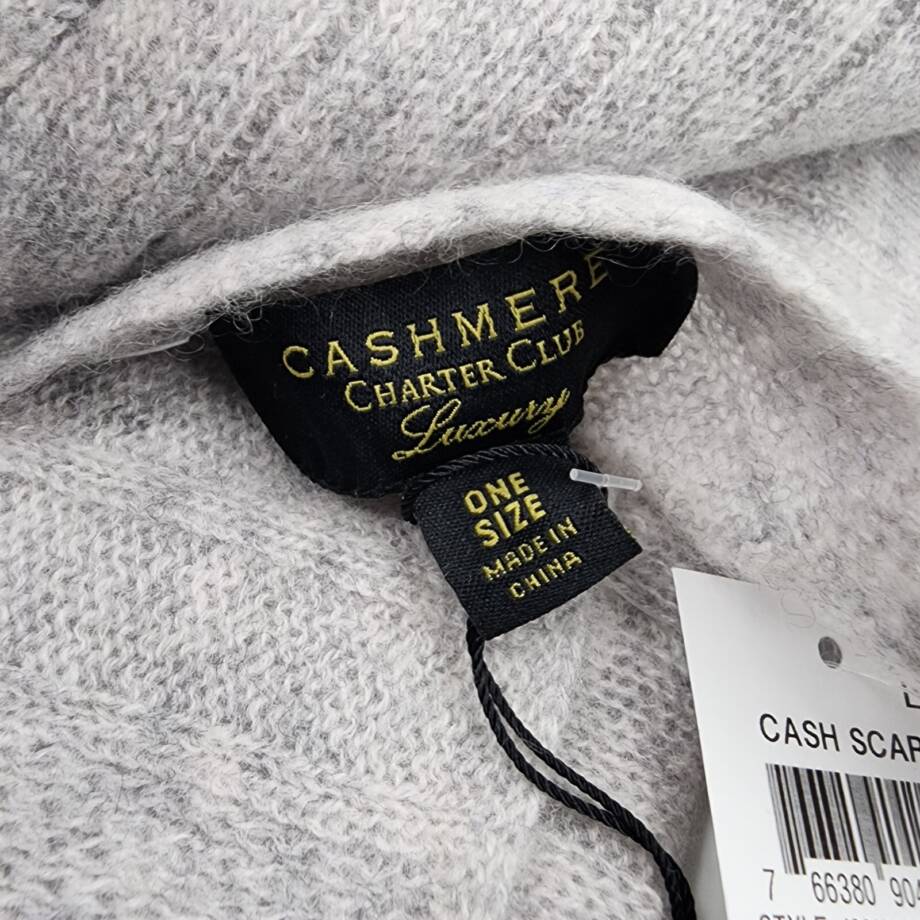 CASHMERE
CHARTER CLUB
Luxury
ONE
SIZE
MADE IN
CHINA
CASH SCAR
7 66380 90